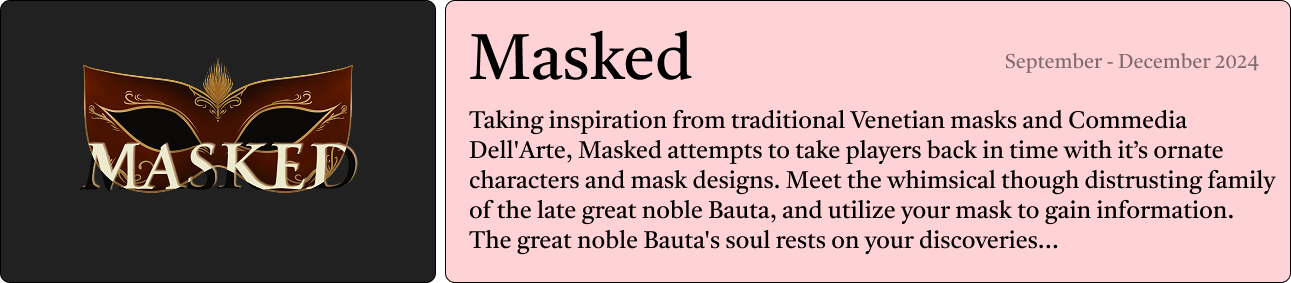 MASKED
Masked
September - December 2024
Taking inspiration from traditional Venetian masks and Commedia
Dell'Arte, Masked attempts to take players back in time with it’s ornate
characters and mask designs. Meet the whimsical though distrusting family
of the late great noble Bauta, and utilize your mask to gain information.
The great noble Bauta's soul rests on your discoveries...